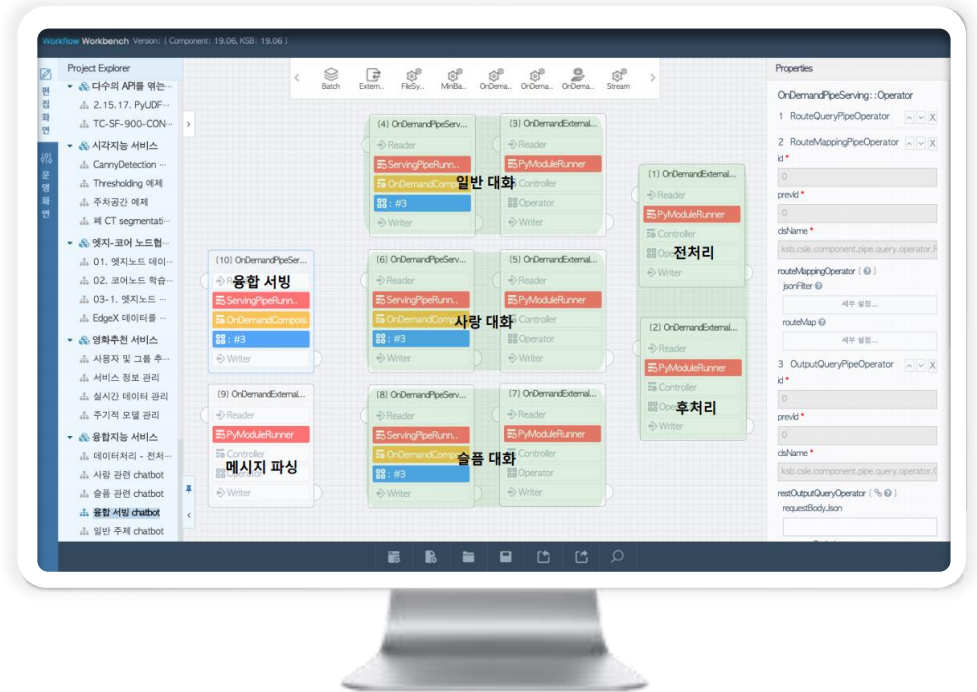 Workflow Workbench Version: ( Component: 19.06, KSB: 19.06 )
편집화면
운영화면
Project Explorer
다수의 API를 엮는...
2.15.17. PyUDF...
TC-SF-900-CON...
시각지능 서비스
CannyDetection ...
Thresholding 예제
주차공간 예제
폐 CT segmentati...
엣지-코어 노드협...
01. 엣지노드 데이...
02. 코어노드 학습...
03-1. 엣지노드 ...
EdgeX 데이터를 ...
영화추천 서비스
사용자 및 그룹 추...
서비스 정보 관리
실시간 데이터 관리
주기적 모델 관리
융합지능 서비스
데이터처리 - 전처...
사랑 관련 chatbot
슬픔 관련 chatbot
융합 서빙 chatbot
일반 주제 chatbot
Batch
Extern...
FileSy...
MiniBa...
OnDema...
OnDema...
OnDema...
Stream
(4) OnDemandPipeServ...
Reader
ServingPipeRunn..
: #3
Writer
일반 대화
(3) OnDemandExternal...
Reader
PyModuleRunner
Controller
Operator
Writer
(1) OnDemandExternal...
Reader
PyModuleRunner
Controller
전처리
Writer
(10) OnDemandPipeSer...
융합 서빙
ServingPipeRunn..
OnDemandComposi.
: #3
Writer
(6) OnDemandPipeServ...
Reader
ServingPipeRunn..
: #3
Writer
사랑 대화
(5) OnDemandExternal...
Reader
PyModuleRunner
Controller
Operator
Writer
(2) OnDemandExternal...
Reader
PyModuleRunner
Controller
후처리
Writer
(9) OnDemandExternal...
Reader
PyModuleRunner
메시지 파싱
Writer
(8) OnDemandPipeServ...
Reader
ServingPipeRunn..
: #3
Writer
슬픔 대화
(7) OnDemandExternal...
Reader
PyModuleRunner
Controller
Operator
Writer
Properties
OnDemandPipeServing::Operator
1 RouteQueryPipeOperator
X
2 RouteMappingPipeOperator
X
id *
0
prevId *
0
clsName *
ksb.csle.component.pipe.query.operator.R
routeMappingOperator ( )
jsonFilter
세부 설정...
routeMap
세부 설정...
3 OutputQueryPipeOperator
X
id *
0
prevId *
0
clsName *
ksb.csle.component.pipe.query.operator.O
restOutputQueryOperator ( )
requestBodyJson